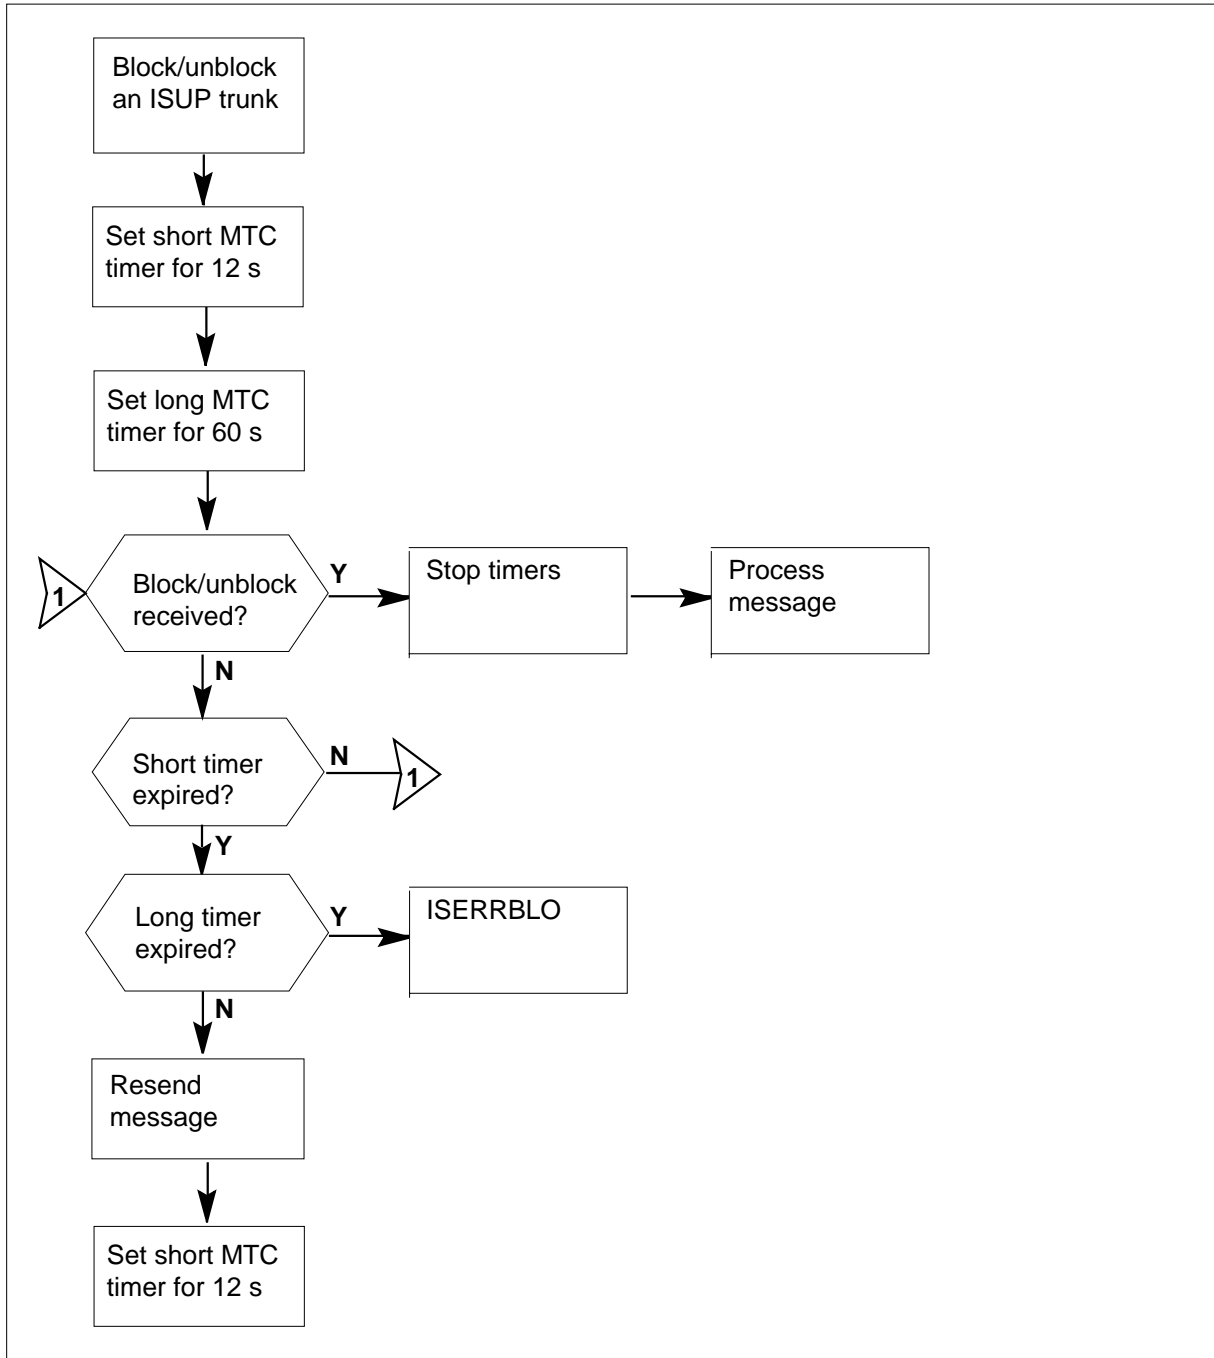 Block/unblock
an ISUP trunk
Set short MTC
timer for 12 s
Set long MTC
timer for 60 s
1
Block/unblock
received?
Y
Stop timers
Process
message
N
Short timer
expired?
N
1
Y
Long timer
expired?
Y
ISERRBLO
N
Resend
message
Set short MTC
timer for 12 s